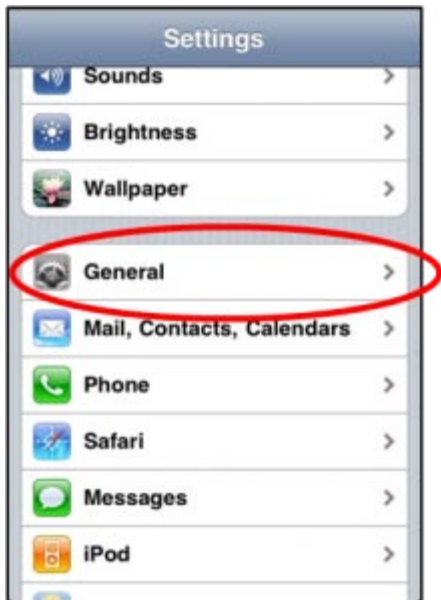 Settings
Sounds
Brightness
Wallpaper
General
Mail, Contacts, Calendars
Phone
Safari
Messages
iPod